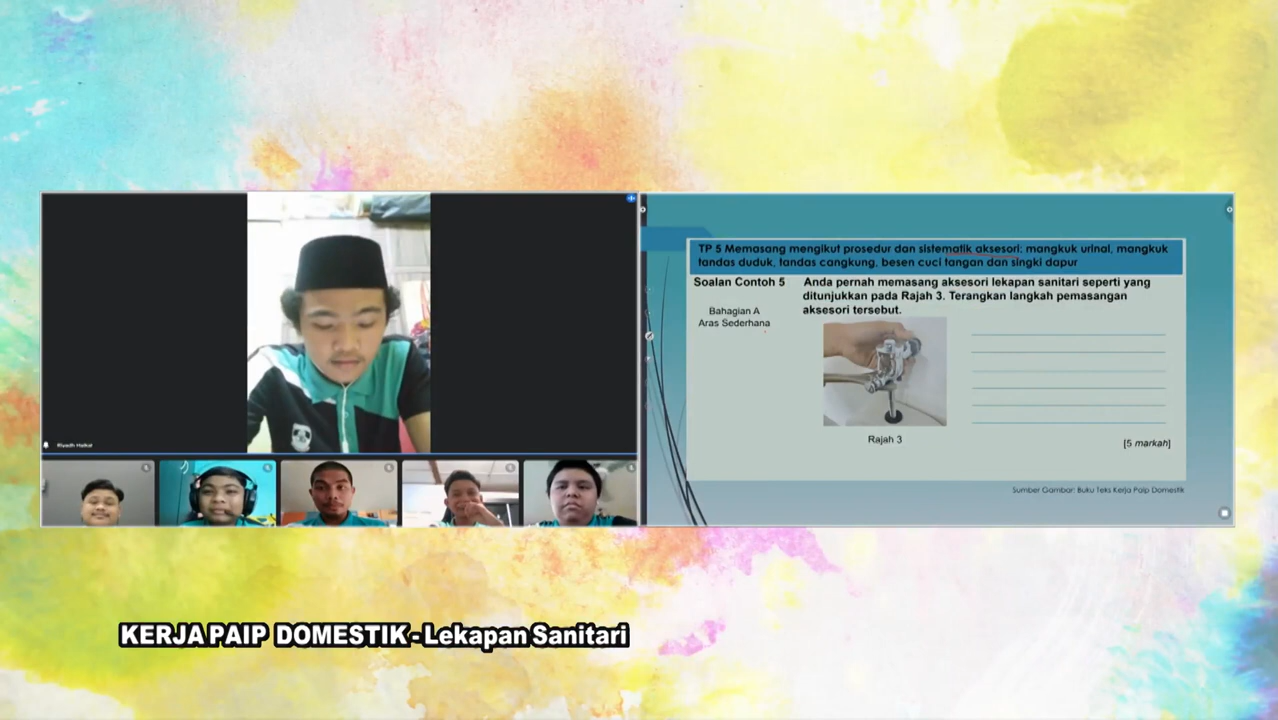 TP 5 Memasang mengikut prosedur dan sistematik aksesori: mangkuk urinal, mangkuk
tandas duduk, tandas cangkung, besen cuci tangan dan singki dapur
Soalan Contoh 5
Anda pernah memasang aksesori lekapan sanitari seperti yang
ditunjukkan pada Rajah 3. Terangkan langkah pemasangan
aksesori tersebut.
Bahagian A
Aras Sederhana
Rajah 3
[5 markah]
Sumber Gambar: Buku Teks Kerja Paip Domestik
KERJA PAIP DOMESTIK - Lekapan Sanitari